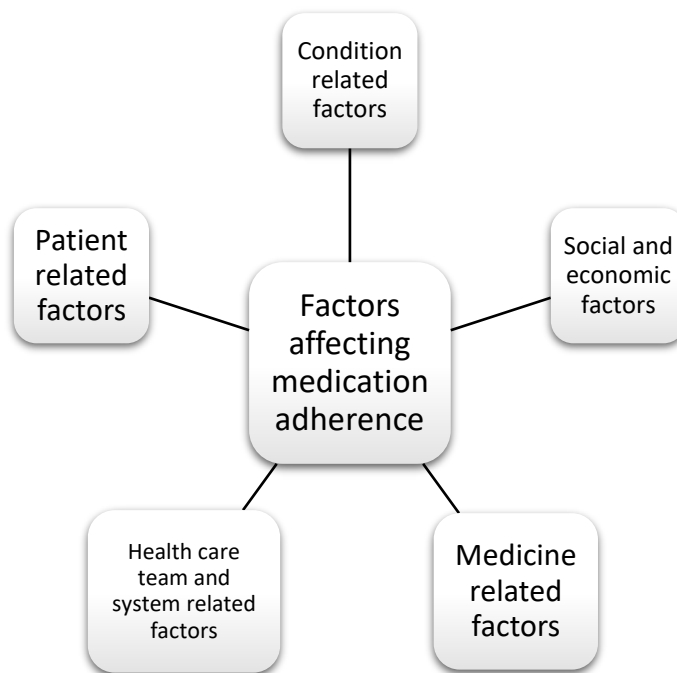 Condition
related
factors
Patient
related
factors
Social and
economic
factors
Factors
affecting
medication
adherence
Health care
team and
system related
factors
Medicine
related
factors